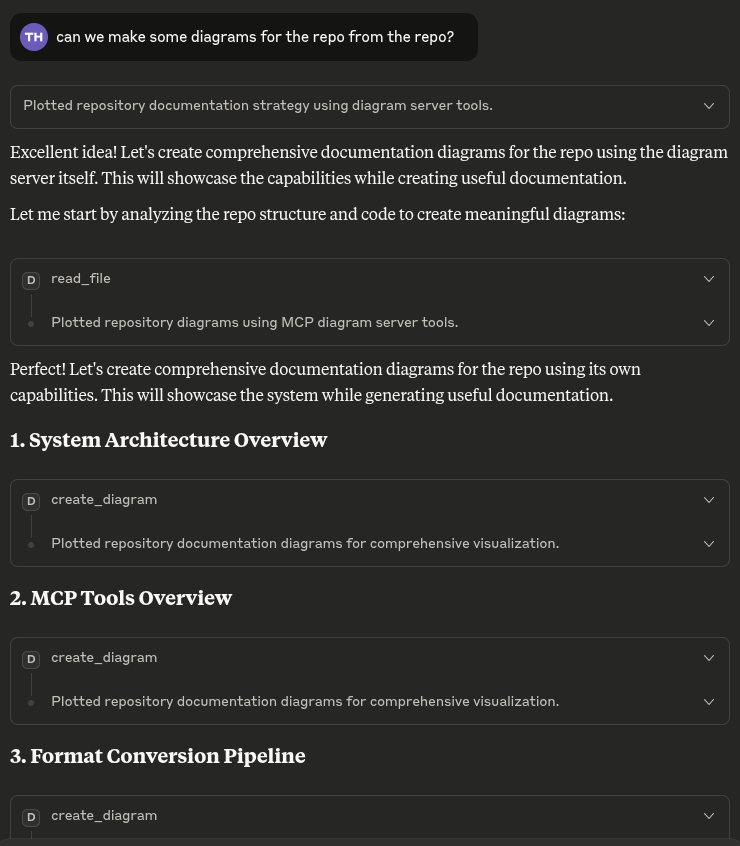 TH can we make some diagrams for the repo from the repo?
Plotted repository documentation strategy using diagram server tools.
Excellent idea! Let's create comprehensive documentation diagrams for the repo using the diagram
server itself. This will showcase the capabilities while creating useful documentation.
Let me start by analyzing the repo structure and code to create meaningful diagrams:
D read_file
Plotted repository diagrams using MCP diagram server tools.
Perfect! Let's create comprehensive documentation diagrams for the repo using its own
capabilities. This will showcase the system while generating useful documentation.
1. System Architecture Overview
D create_diagram
Plotted repository documentation diagrams for comprehensive visualization.
2. MCP Tools Overview
D create_diagram
Plotted repository documentation diagrams for comprehensive visualization.
3. Format Conversion Pipeline
D create_diagram